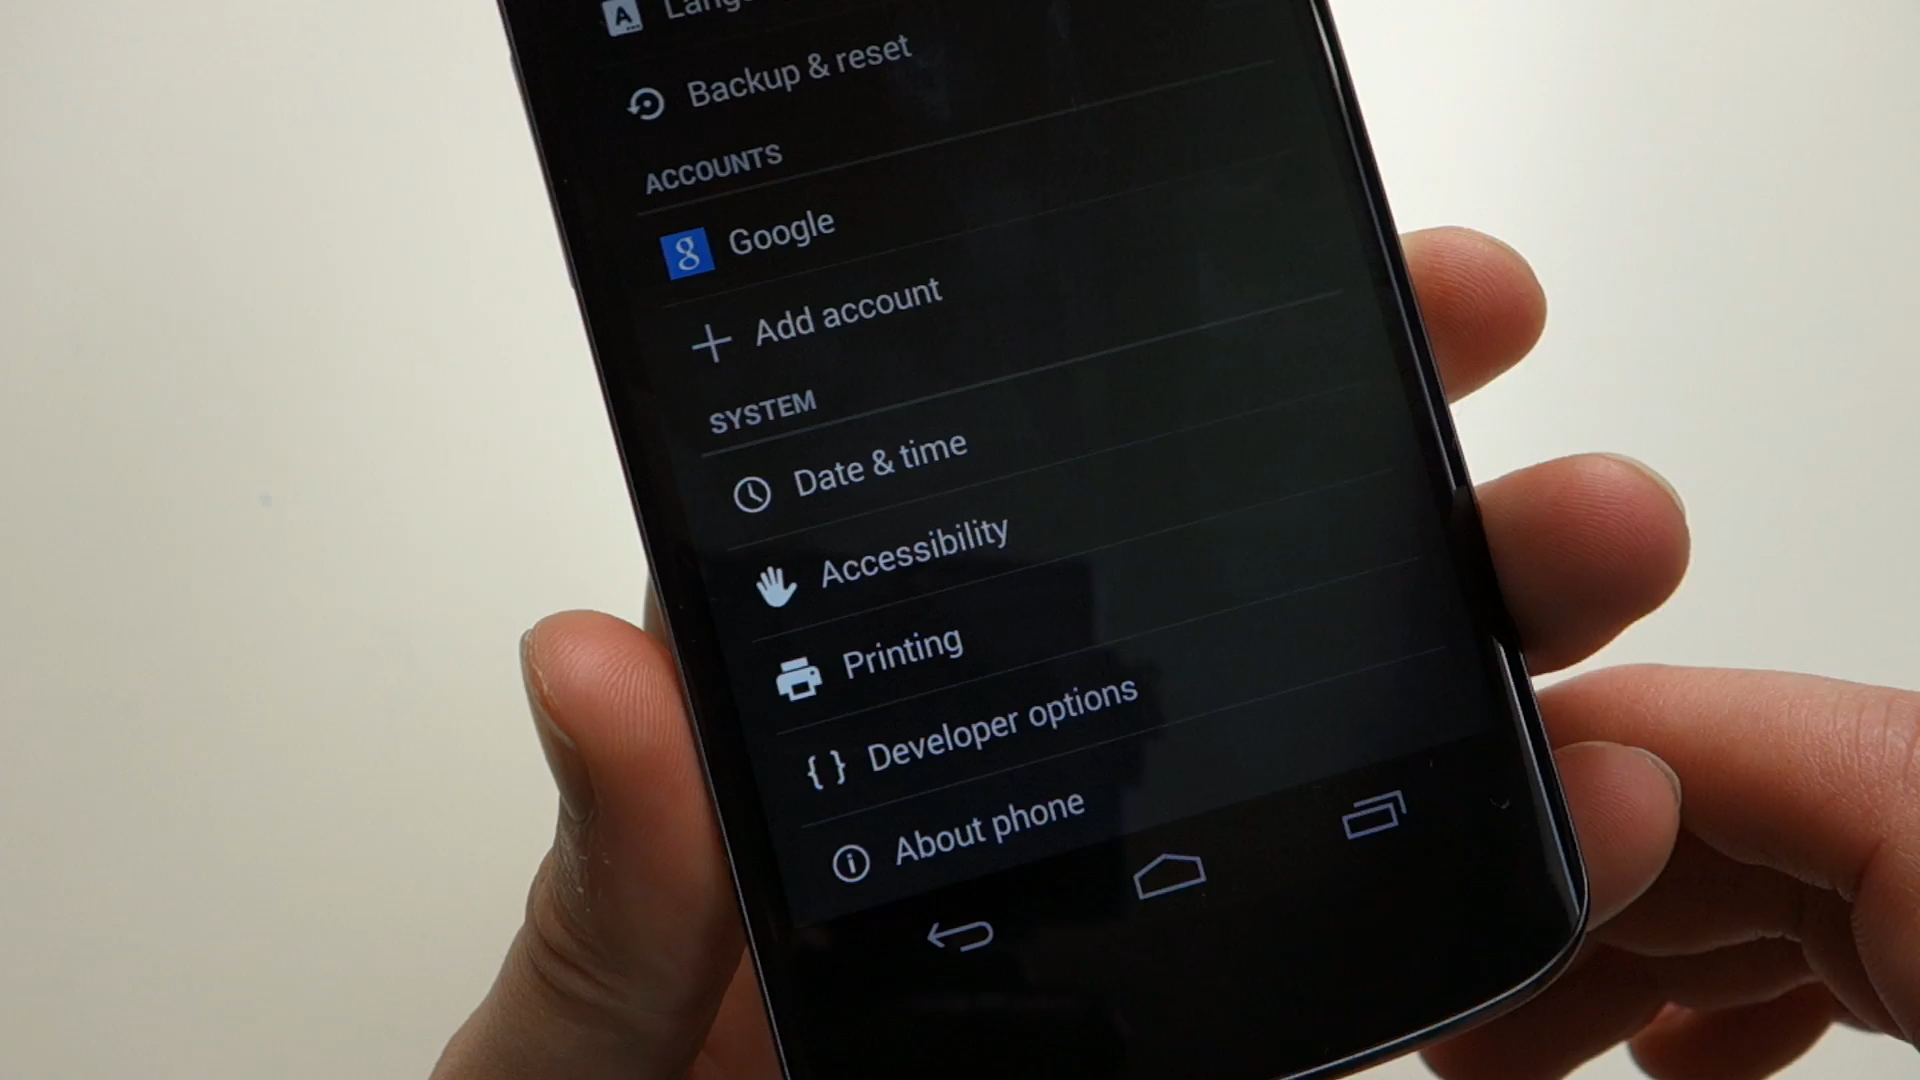 Backup & reset
ACCOUNTS
g Google
Add account
SYSTEM
Date & time
Accessibility
Printing
{ } Developer options
About phone